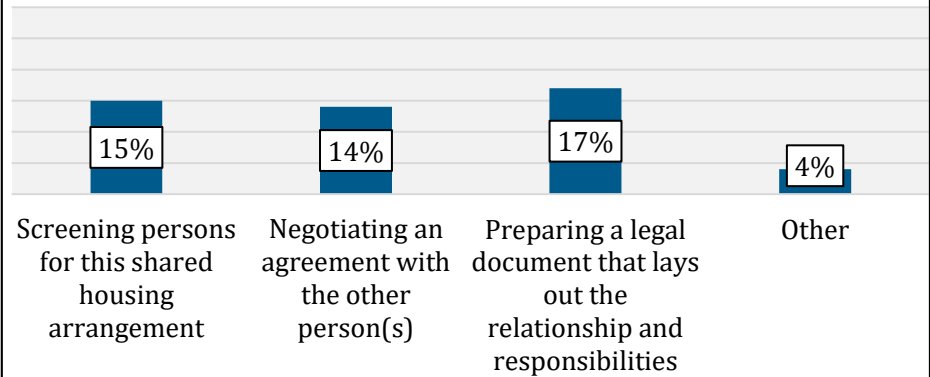 15%
14%
17%
4%
Screening persons
for this shared
housing
arrangement
Negotiating an
agreement with
the other
person(s)
Preparing a legal
document that lays
out the
relationship and
responsibilities
Other